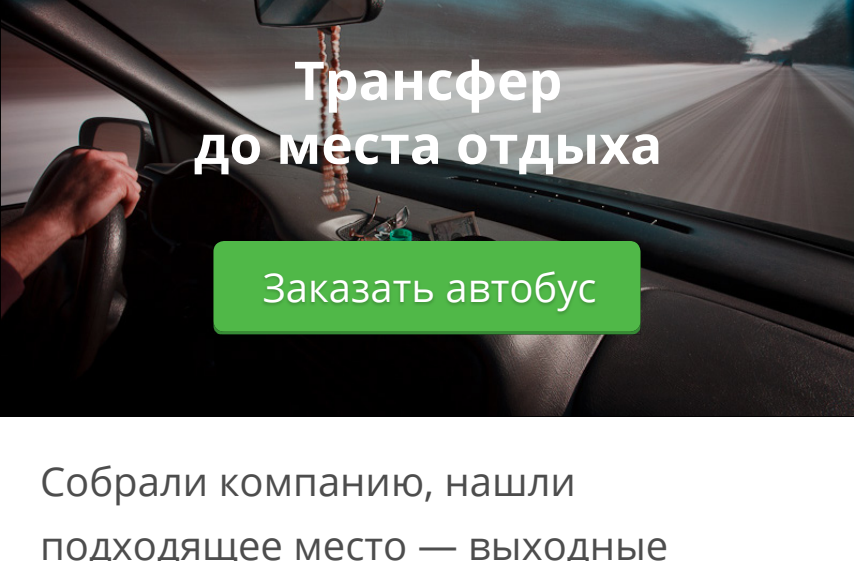 Трансфер
до места отдыха
Заказать автобус
Собрали компанию, нашли
подходящее место — выходные